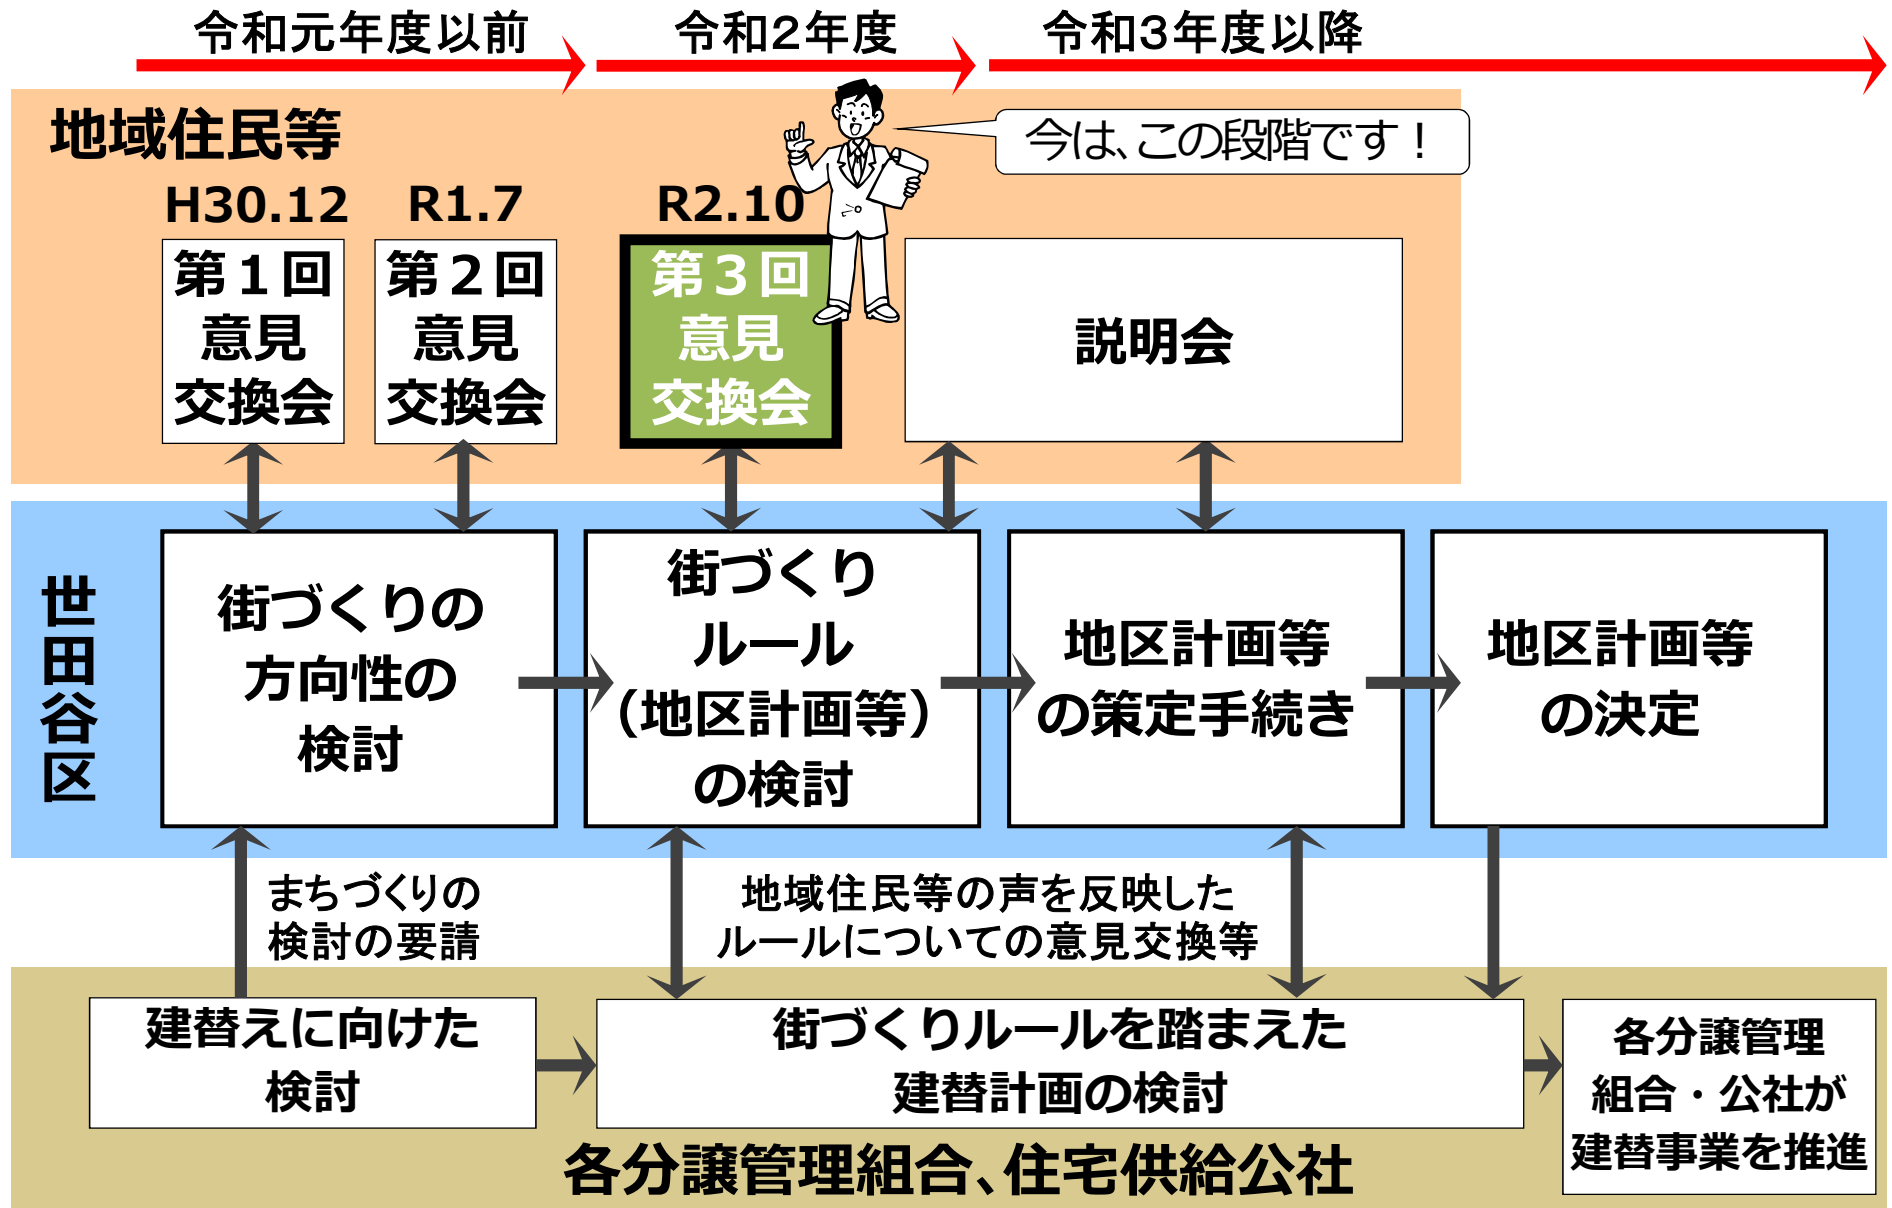 令和元年度以前
令和2年度
令和3年度以降
地域住民等
今は、この段階です！
H30.12
R1.7
R2.10
第１回
意見
交換会
第２回
意見
交換会
第３回
意見
交換会
説明会
世田谷区
街づくりの
方向性の
検討
街づくり
ルール
（地区計画等）
の検討
地区計画等
の策定手続き
地区計画等
の決定
まちづくりの
検討の要請
地域住民等の声を反映した
ルールについての意見交換等
建替えに向けた
検討
街づくりルールを踏まえた
建替計画の検討
各分譲管理
組合・公社が
建替事業を推進
各分譲管理組合、住宅供給公社